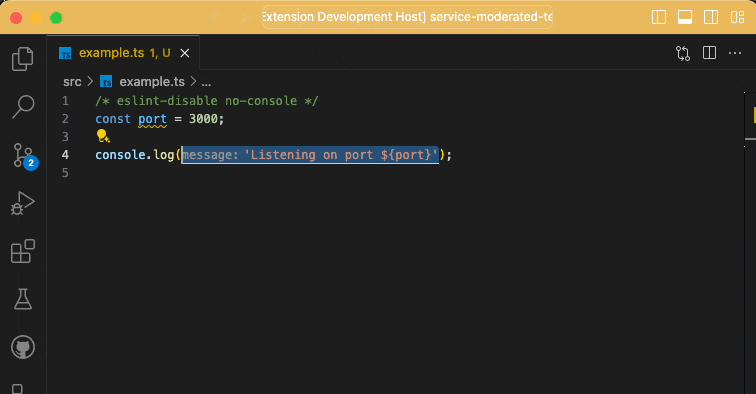 Extension Development Host] service-moderated-te
TS example.ts 1, U
src > TS example.ts > ...
1 /* eslint-disable no-console */
2 const port = 3000;
3
4 console.log(message: 'Listening on port ${port}');
5
2